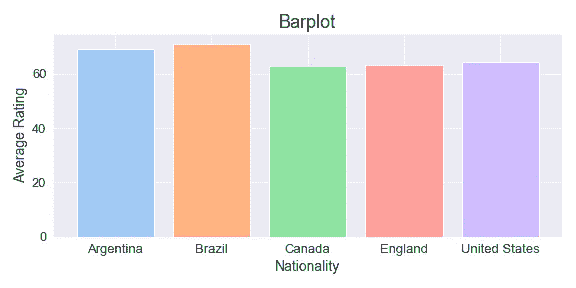 Barplot
Average Rating
60
40
20
0
Argentina Brazil Canada England United States
Nationality